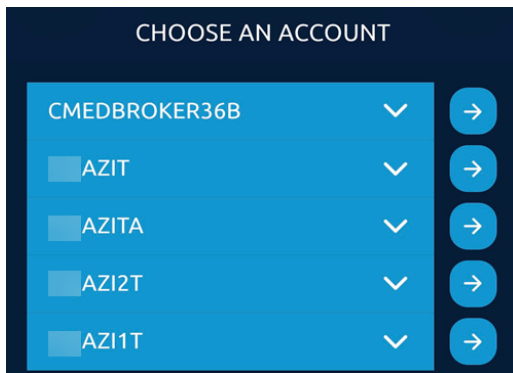 CHOOSE AN ACCOUNT
CMEDBROKER36B
AZIT
AZITA
AZI2T
AZI1T